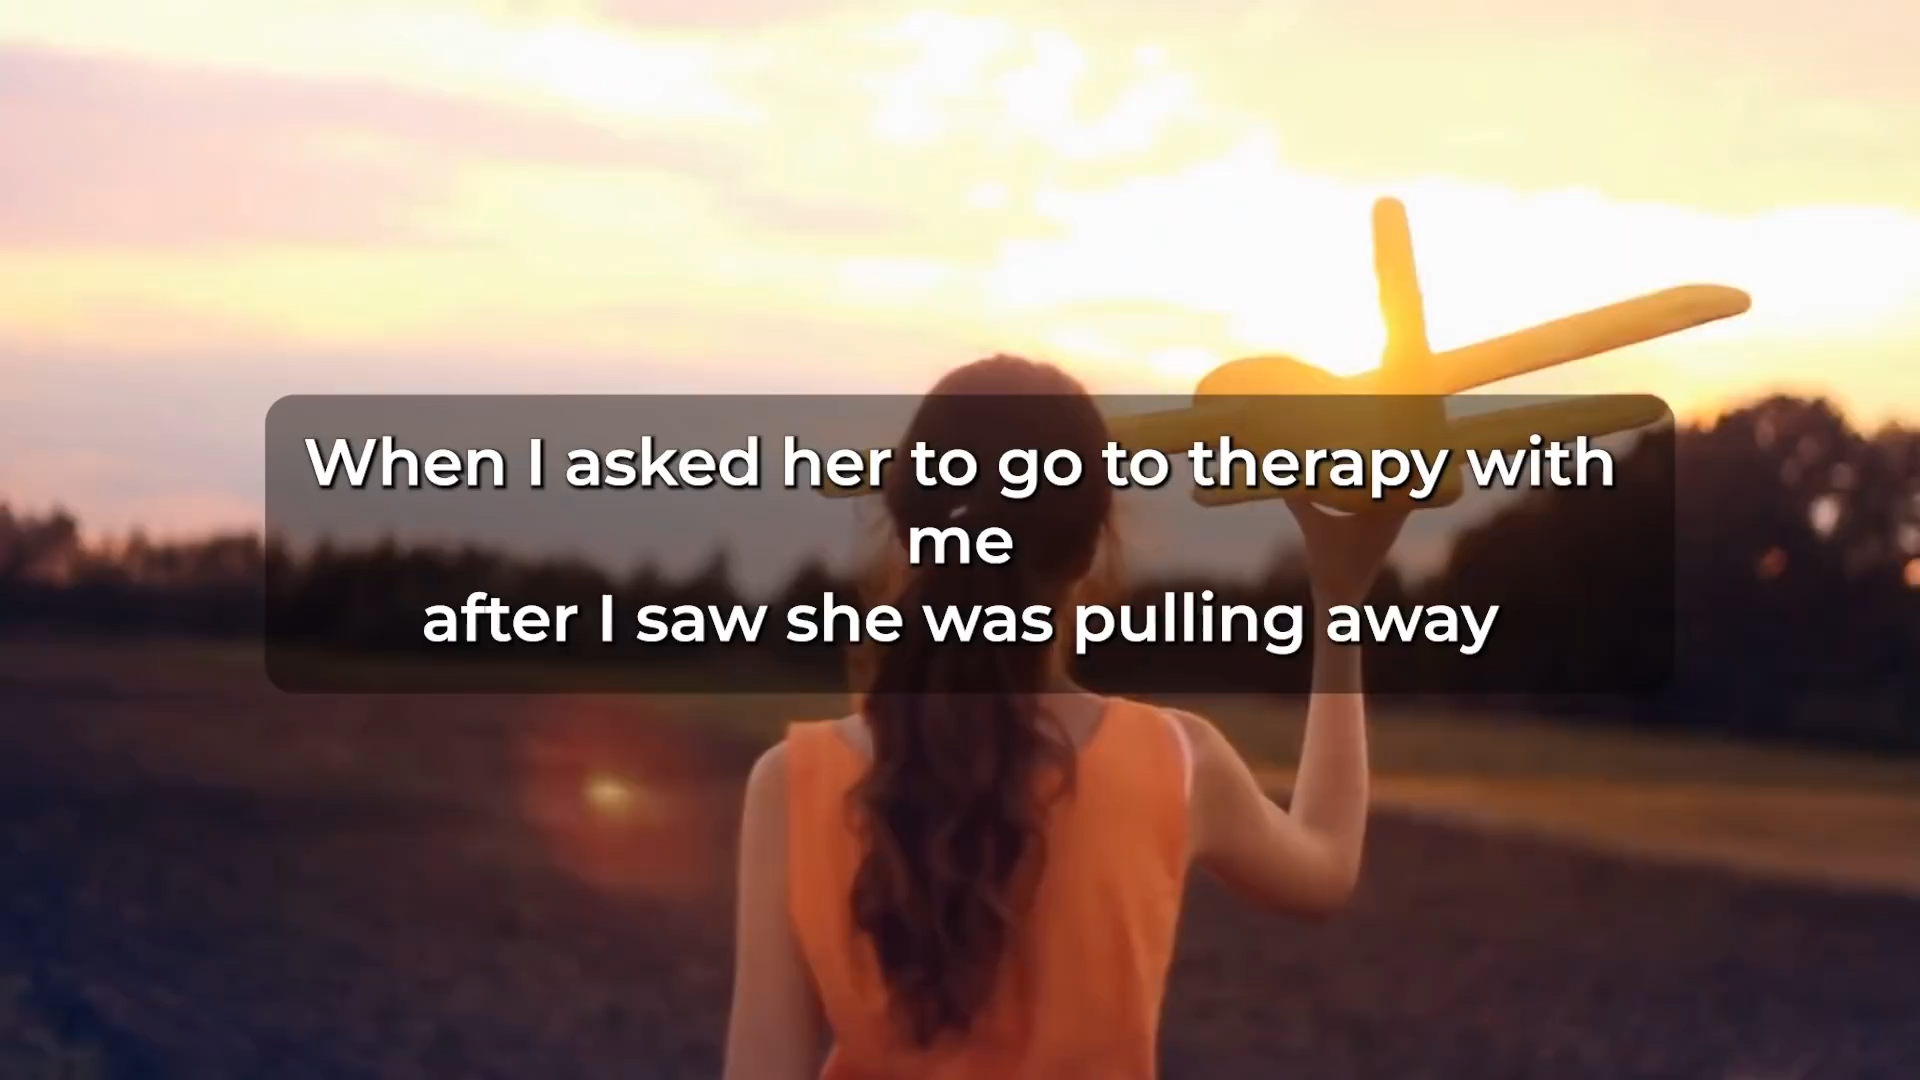 When I asked her to go to therapy with
me
after I saw she was pulling away